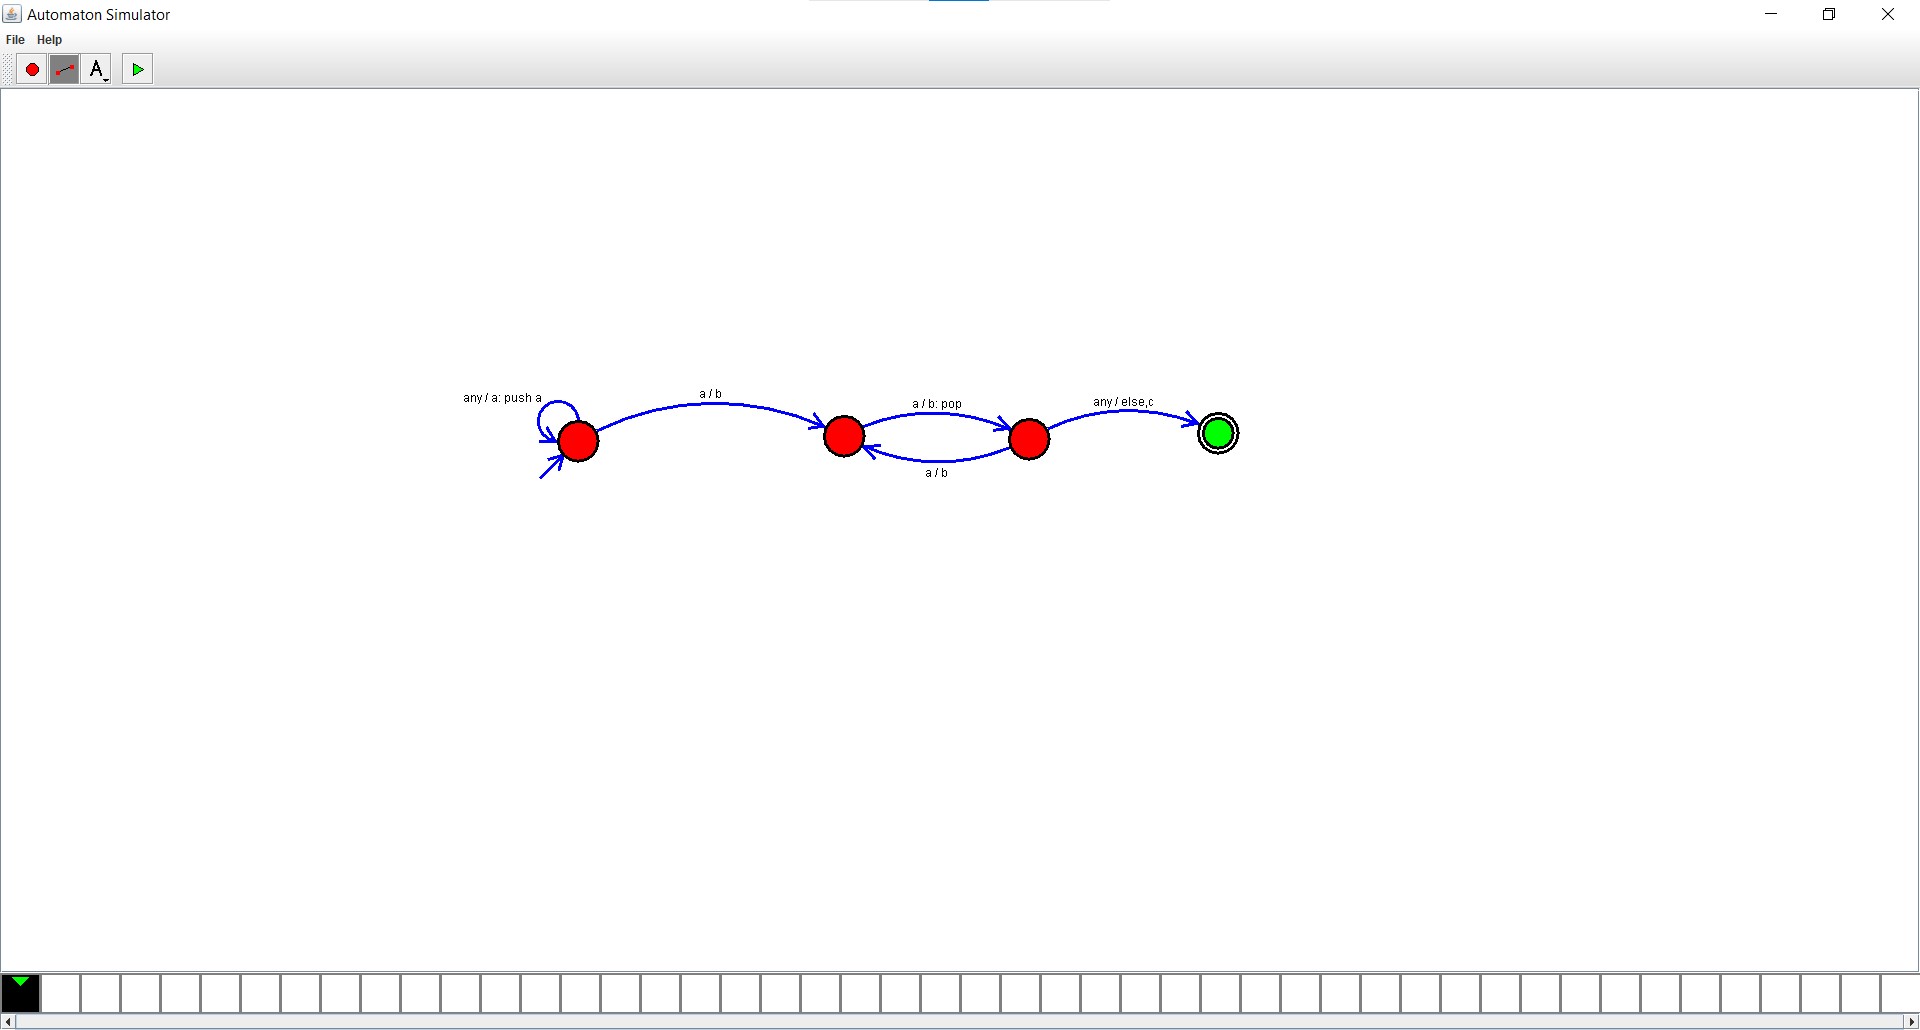 Automaton Simulator
File Help
A
any / a: push a
a / b
a / b: pop
any / else,c
a / b